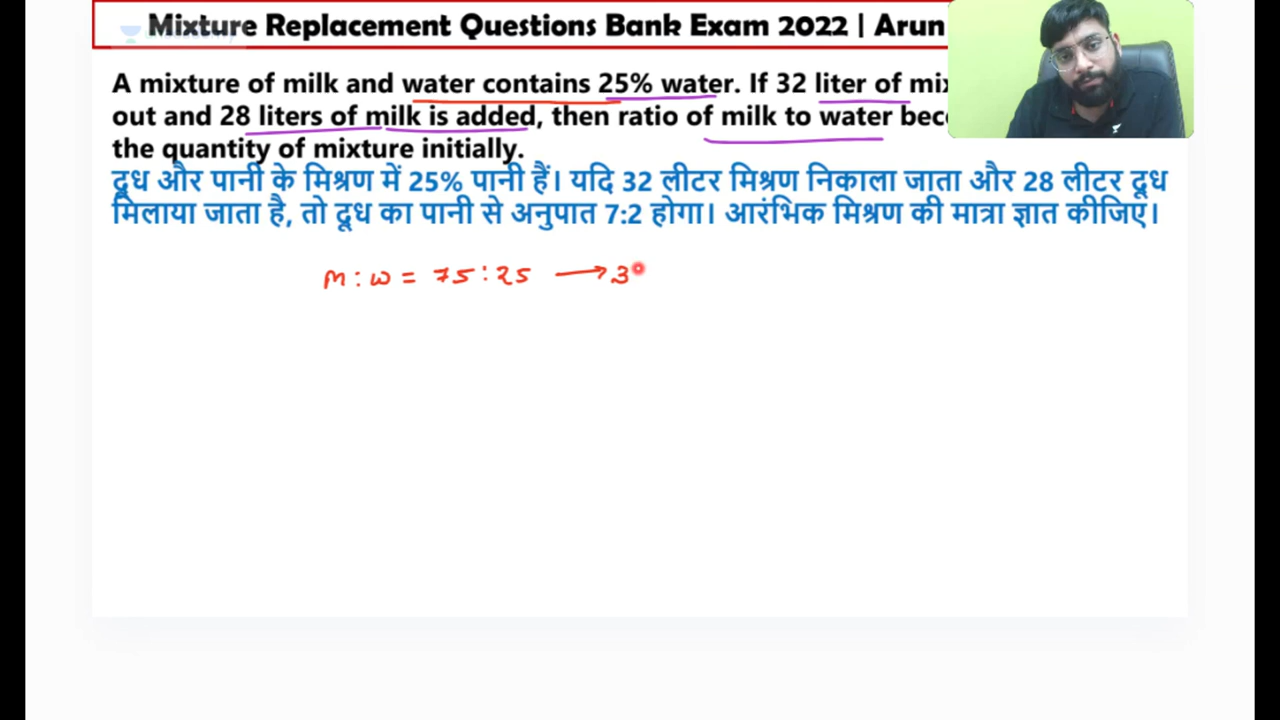 Mixture Replacement Questions Bank Exam 2022 | Arun
A mixture of milk and water contains 25% water. If 32 liter of
out and 28 liters of milk is added, then ratio of milk to water
the quantity of mixture initially.
दूध और पानी के मिश्रण में 25% पानी हैं। यदि 32 लीटर मिश्रण निकाला जाता और 28 लीटर दूध
मिलाया जाता है, तो दूध का पानी से अनुपात 7:2 होगा। आरंभिक मिश्रण की मात्रा ज्ञात कीजिए।
M : W = 75 : 25 → 3